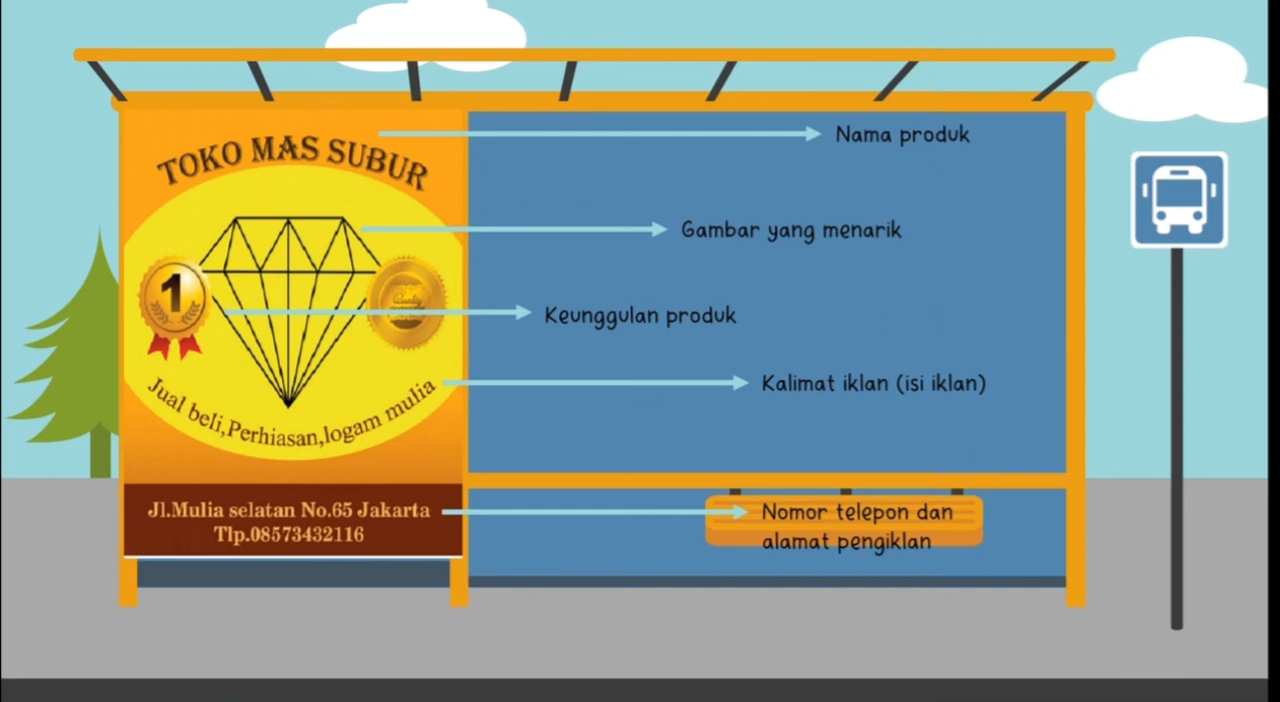 TOKO MAS SUBUR
Nama produk
Gambar yang menarik
1
Quality
Keunggulan produk
Jual beli,Perhiasan,logam mulia
Kalimat iklan (isi iklan)
Jl.Mulia selatan No.65 Jakarta
Tlp.08573432116
Nomor telepon dan
alamat pengiklan